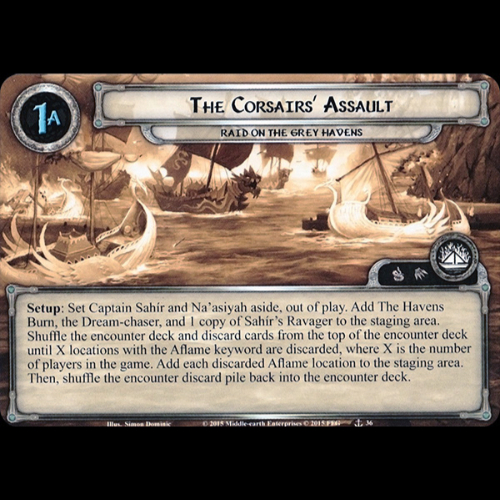 1A
THE CORSAIRS' ASSAULT
RAID ON THE GREY HAVENS
Setup: Set Captain Sahír and Na'asiyah aside, out of play. Add The Havens
Burn, the Dream-chaser, and 1 copy of Sahír's Ravager to the staging area.
Shuffle the encounter deck and discard cards from the top of the encounter deck
until X locations with the Aflame keyword are discarded, where X is the number
of players in the game. Add each discarded Aflame location to the staging area.
Then, shuffle the encounter discard pile back into the encounter deck.
Illus. Simon Dominic © 2015 Middle-earth Enterprises © 2015 FFG 36